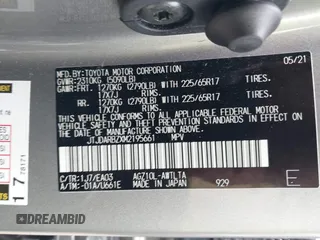 MFD.BY:TOYOTA MOTOR CORPORATION 05/21
GVWR:2310KG (5090LB)
GAWR:FRT. 1270KG (2790LB) WITH 225/65R17 TIRES.
17X7J RIMS.
RR. 1270KG (2790LB) WITH 225/65R17 TIRES.
17X7J RIMS.
THIS VEHICLE CONFORMS TO ALL APPLICABLE FEDERAL MOTOR VEHICLE SAFETY AND
THEFT PREVENTION STANDARDS IN EFFECT ON THE DATE OF MANUFACTURE SHOWN ABOVE.
JTJDARBZXM2195661 MPV
C/TR:1J7/EA03 AGZ10L-AWTLTA
A/TM:-01A/U661E MADE IN JAPAN 929 E
17
78171
DREAMBID